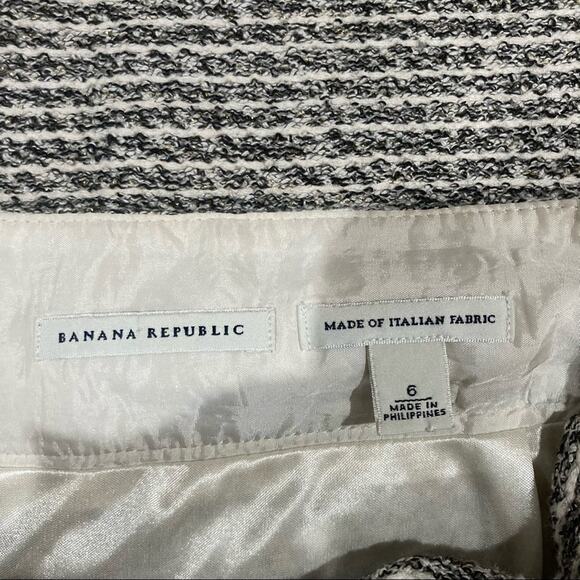 BANANA REPUBLIC
MADE OF ITALIAN FABRIC
6
MADE IN
PHILIPPINES